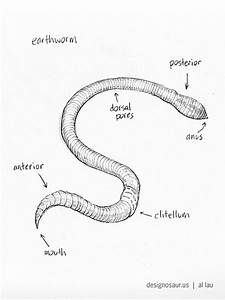 earthworm
posterior
dorsal
pores
anus
anterior
clitellum
mouth
designosaur.us | al lau